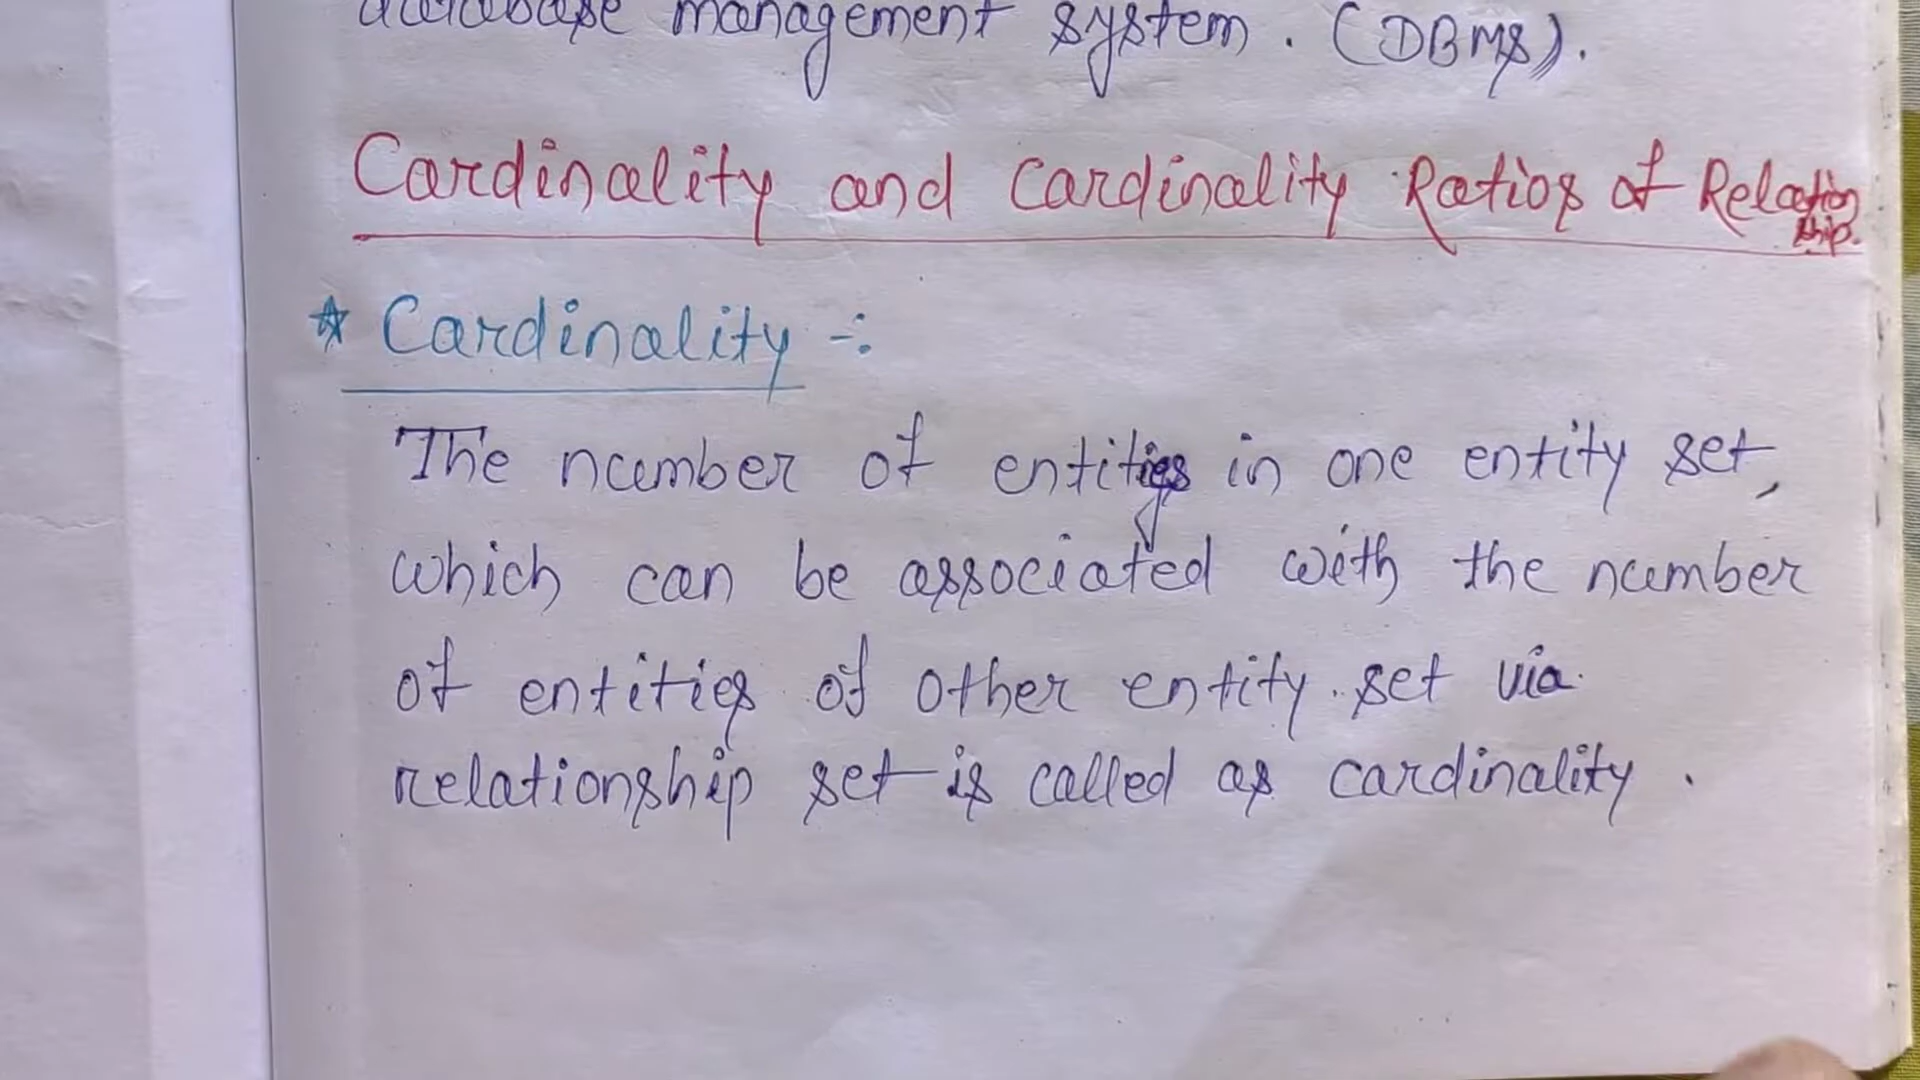 database management system. (DBMS).
Cardinality and Cardinality Ratios of Relationship.
* Cardinality -:
The number of entities in one entity set,
which can be associated with the number
of entities of other entity set via
relationship set is called as cardinality.